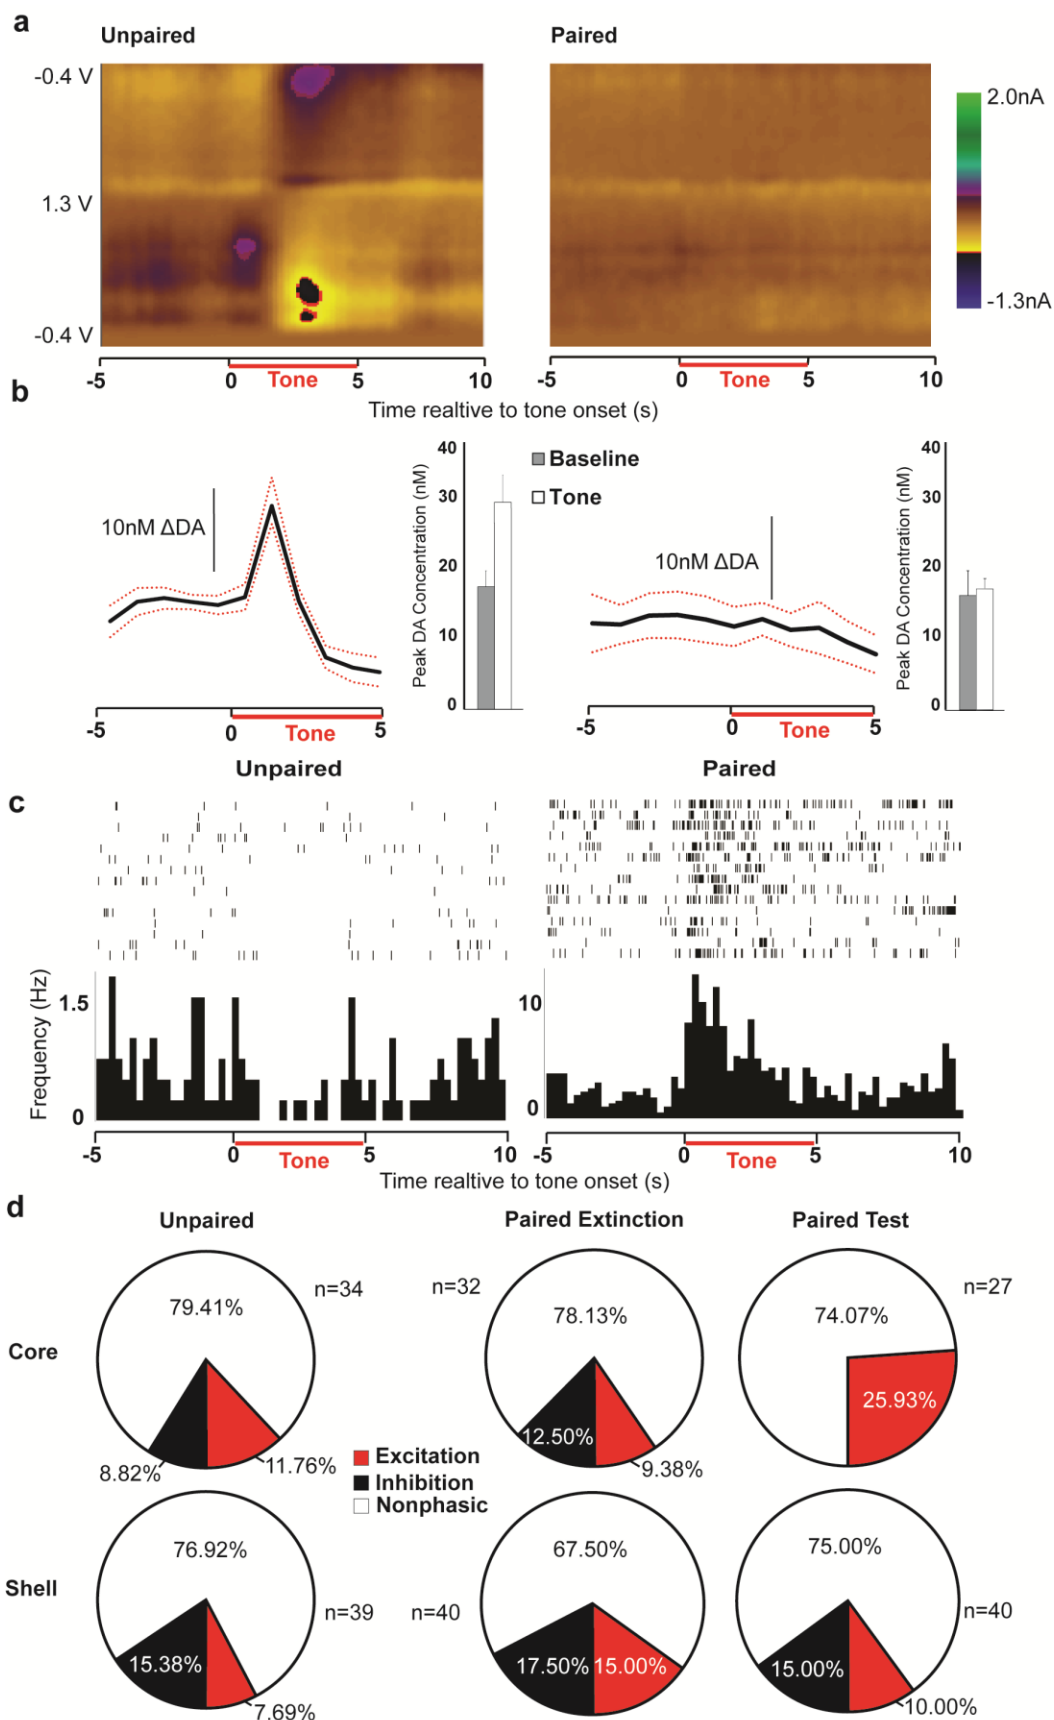 a
Unpaired
Paired
-0.4 V
1.3 V
-0.4 V
2.0nA
-1.3nA
-5 0 Tone 5 10
-5 0 Tone 5 10
Time realtive to tone onset (s)
b
10nM ΔDA
Peak DA Concentration (nM)
40
30
20
10
0
Baseline
Tone
10nM ΔDA
Peak DA Concentration (nM)
40
30
20
10
0
-5 0 Tone 5
-5 0 Tone 5
Unpaired
Paired
c
Frequency (Hz)
1.5
0
10
0
-5 0 Tone 5 10
-5 0 Tone 5 10
Time realtive to tone onset (s)
d
Unpaired
Paired Extinction
Paired Test
Core
79.41%
n=34
8.82%
11.76%
n=32
78.13%
12.50%
9.38%
74.07%
n=27
25.93%
Excitation
Inhibition
Nonphasic
Shell
76.92%
n=39
15.38%
7.69%
n=40
67.50%
17.50%
15.00%
75.00%
n=40
15.00%
10.00%